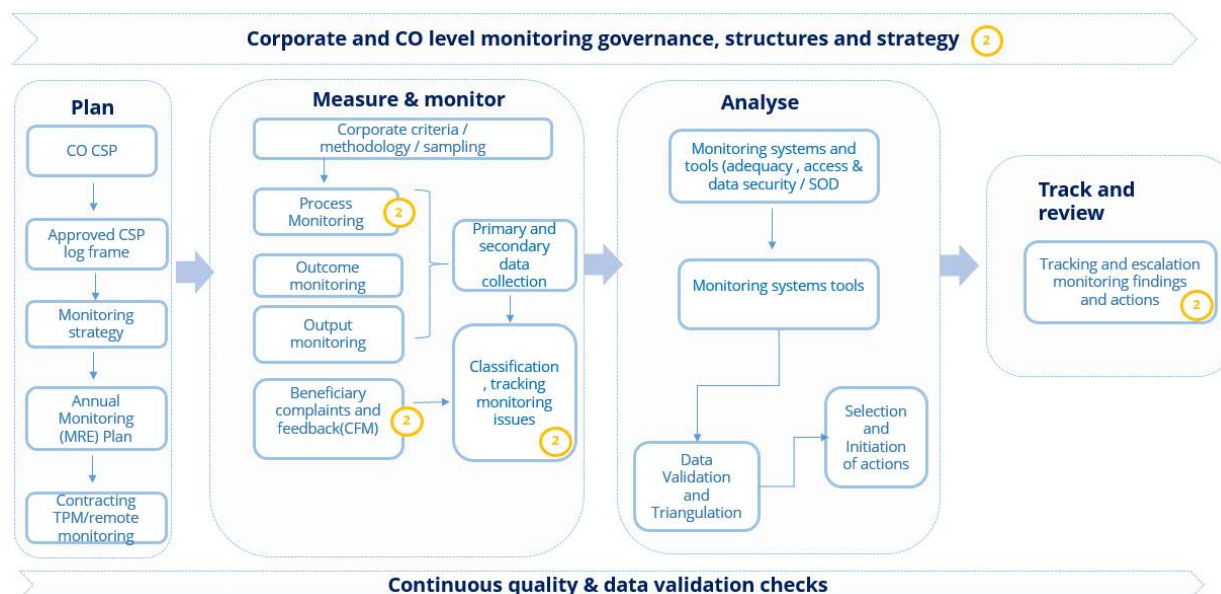 Corporate and CO level monitoring governance, structures and strategy 2
Plan
CO CSP
Approved CSP
log frame
Monitoring
strategy
Annual
Monitoring
(MRE) Plan
Contracting
TPM/remote
monitoring
Measure & monitor
Corporate criteria /
methodology / sampling
Process
Monitoring
2
Outcome
monitoring
Output
monitoring
Beneficiary
complaints and
feedback(CFM)
2
Primary and
secondary
data
collection
Classification
, tracking
monitoring
issues
2
Analyse
Monitoring systems and
tools (adequacy , access &
data security / SOD
Monitoring systems tools
Data
Validation
and
Triangulation
Selection
and
Initiation
of actions
Track and
review
Tracking and escalation
monitoring findings
and actions
2
Continuous quality & data validation checks